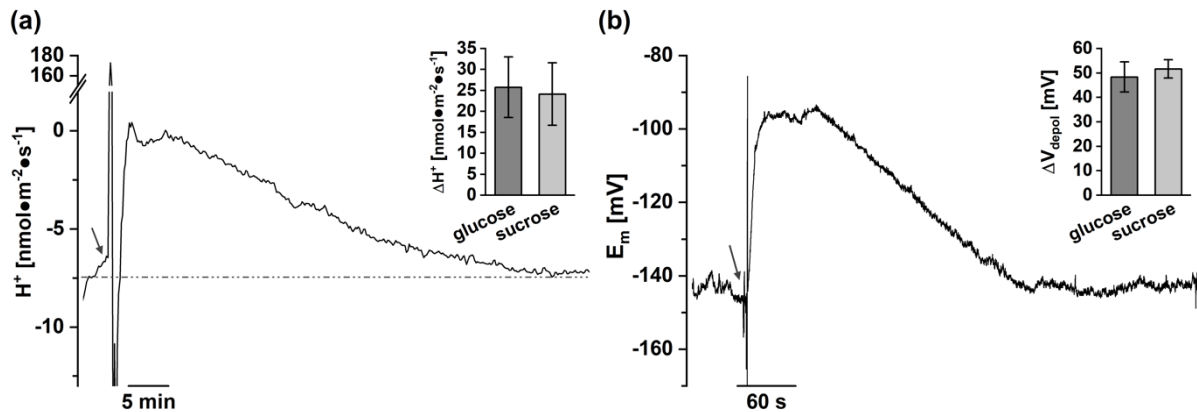 (a)
180
160
0
-5
-10
H⁺ [nmol●m⁻²●s⁻¹]
5 min
35
30
25
20
15
10
5
0
ΔH⁺ [nmol●m⁻²●s⁻¹]
glucose
sucrose
(b)
-80
-100
-120
-140
-160
Eₘ [mV]
60 s
60
50
40
30
20
10
0
ΔV_depol [mV]
glucose
sucrose